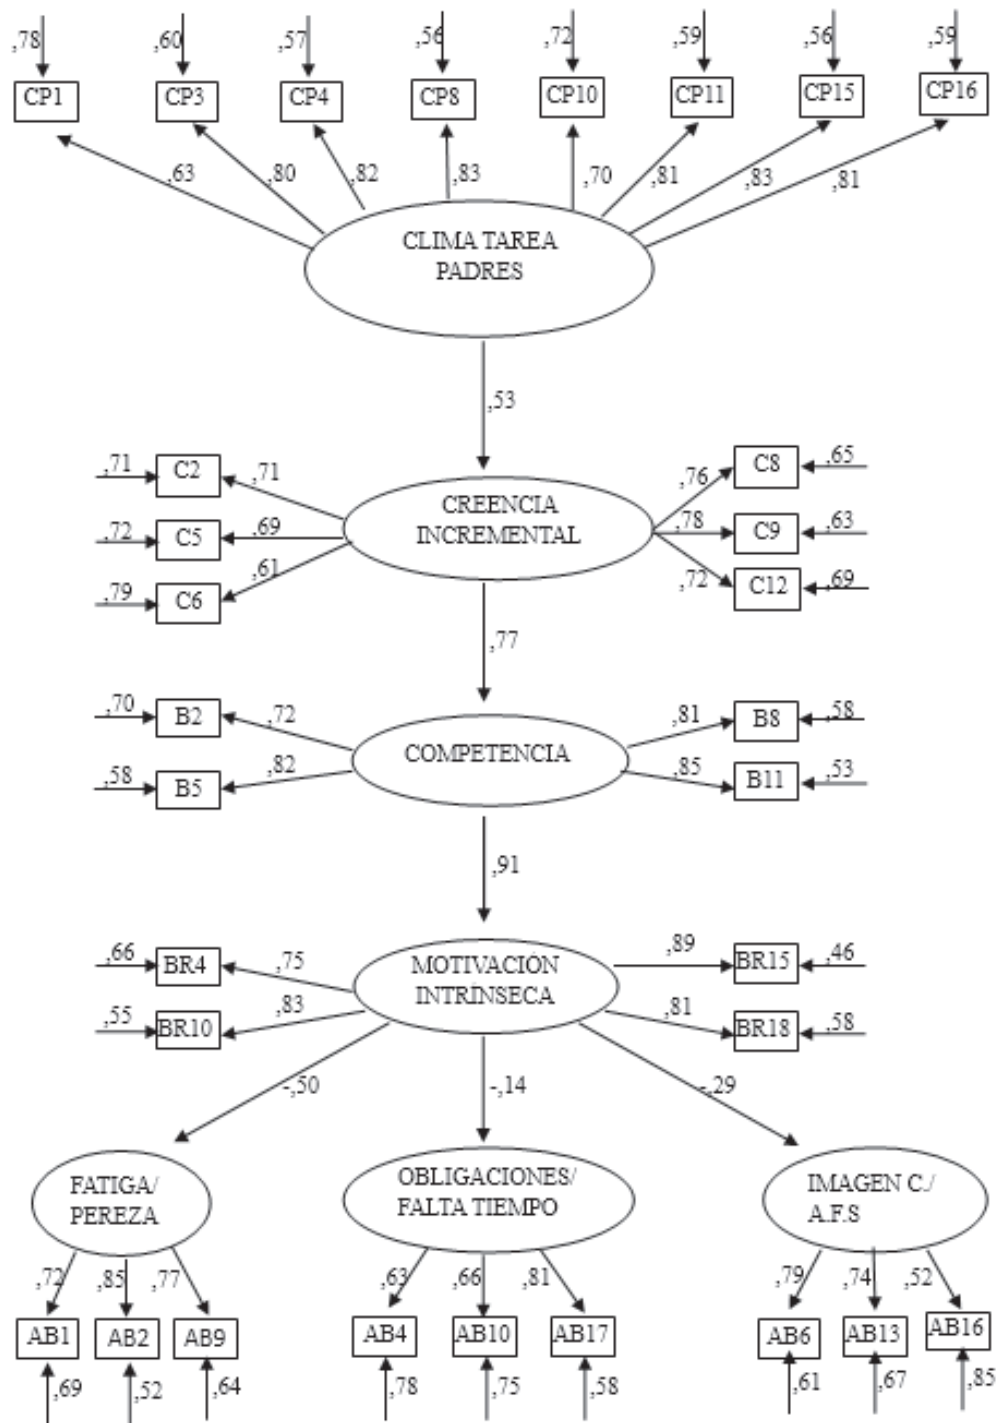 ,78 ,60 ,57 ,56 ,72 ,59 ,56 ,59
CP1 CP3 CP4 CP8 CP10 CP11 CP15 CP16
,63 ,80 ,82 ,83 ,70 ,81 ,83 ,81
CLIMA TAREA
PADRES
,53
,71 C2 ,71 ,76 C8 ,65
CREENCIA
INCREMENTAL
,72 C5 ,69 ,78 C9 ,63
,79 C6 ,61 ,72 C12 ,69
,77
,70 B2 ,72 ,81 B8 ,58
COMPETENCIA
,58 B5 ,82 ,85 B11 ,53
,91
,66 BR4 ,75 ,89 BR15 ,46
MOTIVACIÓN
INTRÍNSECA
,55 BR10 ,83 ,81 BR18 ,58
-,50 -,14 -,29
FATIGA/
PEREZA
OBLIGACIONES/
FALTA TIEMPO
IMAGEN C./
A.F.S
,72 ,85 ,77 ,63 ,66 ,81 ,79 ,74 ,52
AB1 AB2 AB9 AB4 AB10 AB17 AB6 AB13 AB16
,69 ,52 ,64 ,78 ,75 ,58 ,61 ,67 ,85